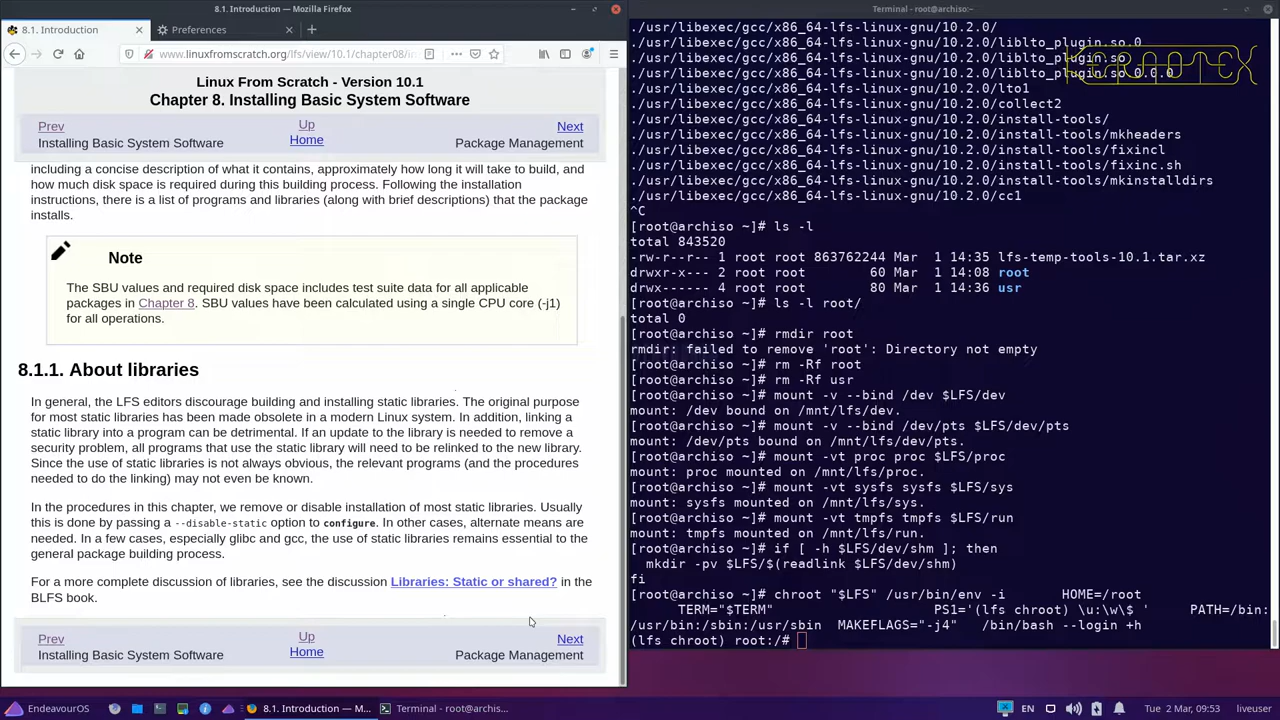 8.1. Introduction — Mozilla Firefox
8.1. Introduction
Preferences
www.linuxfromscratch.org/lfs/view/10.1/chapter08/in
Linux From Scratch - Version 10.1
Chapter 8. Installing Basic System Software
Prev
Up
Next
Installing Basic System Software
Home
Package Management
including a concise description of what it contains, approximately how long it will take to build, and
how much disk space is required during this building process. Following the installation
instructions, there is a list of programs and libraries (along with brief descriptions) that the package
installs.
Note
The SBU values and required disk space includes test suite data for all applicable
packages in Chapter 8. SBU values have been calculated using a single CPU core (-j1)
for all operations.
8.1.1. About libraries
In general, the LFS editors discourage building and installing static libraries. The original purpose
for most static libraries has been made obsolete in a modern Linux system. In addition, linking a
static library into a program can be detrimental. If an update to the library is needed to remove a
security problem, all programs that use the static library will need to be relinked to the new library.
Since the use of static libraries is not always obvious, the relevant programs (and the procedures
needed to do the linking) may not even be known.
In the procedures in this chapter, we remove or disable installation of most static libraries. Usually
this is done by passing a --disable-static option to configure. In other cases, alternate means are
needed. In a few cases, especially glibc and gcc, the use of static libraries remains essential to the
general package building process.
For a more complete discussion of libraries, see the discussion Libraries: Static or shared? in the
BLFS book.
Prev
Up
Next
Installing Basic System Software
Home
Package Management
Terminal - root@archiso:~
./usr/libexec/gcc/x86_64-lfs-linux-gnu/10.2.0/
./usr/libexec/gcc/x86_64-lfs-linux-gnu/10.2.0/liblto_plugin.so.0
./usr/libexec/gcc/x86_64-lfs-linux-gnu/10.2.0/liblto_plugin.so
./usr/libexec/gcc/x86_64-lfs-linux-gnu/10.2.0/liblto_plugin.so.0.0.0
./usr/libexec/gcc/x86_64-lfs-linux-gnu/10.2.0/lto1
./usr/libexec/gcc/x86_64-lfs-linux-gnu/10.2.0/collect2
./usr/libexec/gcc/x86_64-lfs-linux-gnu/10.2.0/install-tools/
./usr/libexec/gcc/x86_64-lfs-linux-gnu/10.2.0/install-tools/mkheaders
./usr/libexec/gcc/x86_64-lfs-linux-gnu/10.2.0/install-tools/fixincl
./usr/libexec/gcc/x86_64-lfs-linux-gnu/10.2.0/install-tools/fixinc.sh
./usr/libexec/gcc/x86_64-lfs-linux-gnu/10.2.0/install-tools/mkinstalldirs
./usr/libexec/gcc/x86_64-lfs-linux-gnu/10.2.0/cc1
^C
[root@archiso ~]# ls -l
total 843520
-rw-r--r-- 1 root root 863762244 Mar  1 14:35 lfs-temp-tools-10.1.tar.xz
drwxr-x--- 2 root root        60 Mar  1 14:08 root
drwx------ 4 root root        80 Mar  1 14:36 usr
[root@archiso ~]# ls -l root/
total 0
[root@archiso ~]# rmdir root
rmdir: failed to remove 'root': Directory not empty
[root@archiso ~]# rm -Rf root
[root@archiso ~]# rm -Rf usr
[root@archiso ~]# mount -v --bind /dev $LFS/dev
mount: /dev bound on /mnt/lfs/dev.
[root@archiso ~]# mount -v --bind /dev/pts $LFS/dev/pts
mount: /dev/pts bound on /mnt/lfs/dev/pts.
[root@archiso ~]# mount -vt proc proc $LFS/proc
mount: proc mounted on /mnt/lfs/proc.
[root@archiso ~]# mount -vt sysfs sysfs $LFS/sys
mount: sysfs mounted on /mnt/lfs/sys.
[root@archiso ~]# mount -vt tmpfs tmpfs $LFS/run
mount: tmpfs mounted on /mnt/lfs/run.
[root@archiso ~]# if [ -h $LFS/dev/shm ]; then
  mkdir -pv $LFS/$(readlink $LFS/dev/shm)
fi
[root@archiso ~]# chroot "$LFS" /usr/bin/env -i   HOME=/root
TERM="$TERM"   PS1='(lfs chroot) \u:\w\$ '   PATH=/bin:
/usr/bin:/sbin:/usr/sbin  MAKEFLAGS="-j4"   /bin/bash --login +h
(lfs chroot) root:/#
EndeavourOS
8.1. Introduction — M...
Terminal - root@archis...
EN
Tue 2 Mar, 09:53
liveuser